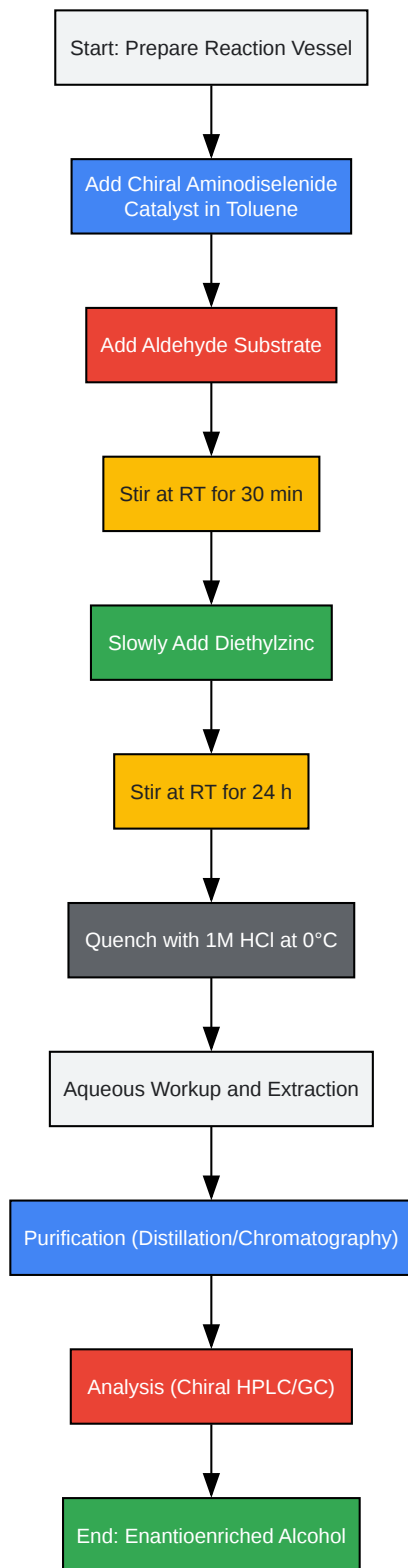 Start: Prepare Reaction Vessel
Add Chiral Aminodiselenide
Catalyst in Toluene
Add Aldehyde Substrate
Stir at RT for 30 min
Slowly Add Diethylzinc
Stir at RT for 24 h
Quench with 1M HCl at 0°C
Aqueous Workup and Extraction
Purification (Distillation/Chromatography)
Analysis (Chiral HPLC/GC)
End: Enantioenriched Alcohol